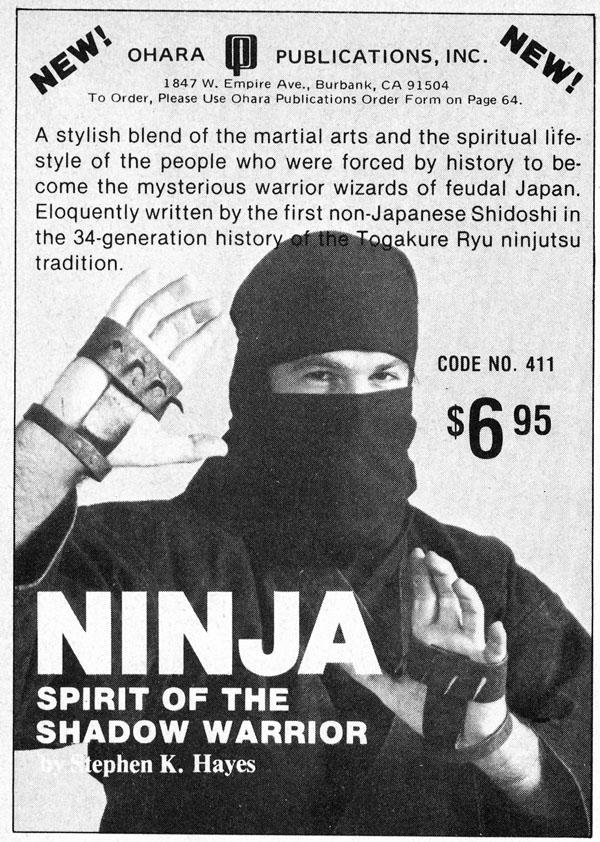 NEW!
OHARA PUBLICATIONS, INC.
NEW!
1847 W. Empire Ave., Burbank, CA 91504
To Order, Please Use Ohara Publications Order Form on Page 64.
A stylish blend of the martial arts and the spiritual life-
style of the people who were forced by history to be-
come the mysterious warrior wizards of feudal Japan.
Eloquently written by the first non-Japanese Shidoshi in
the 34-generation history of the Togakure Ryu ninjutsu
tradition.
CODE NO. 411
$6 95
NINJA
SPIRIT OF THE
SHADOW WARRIOR
by Stephen K. Hayes